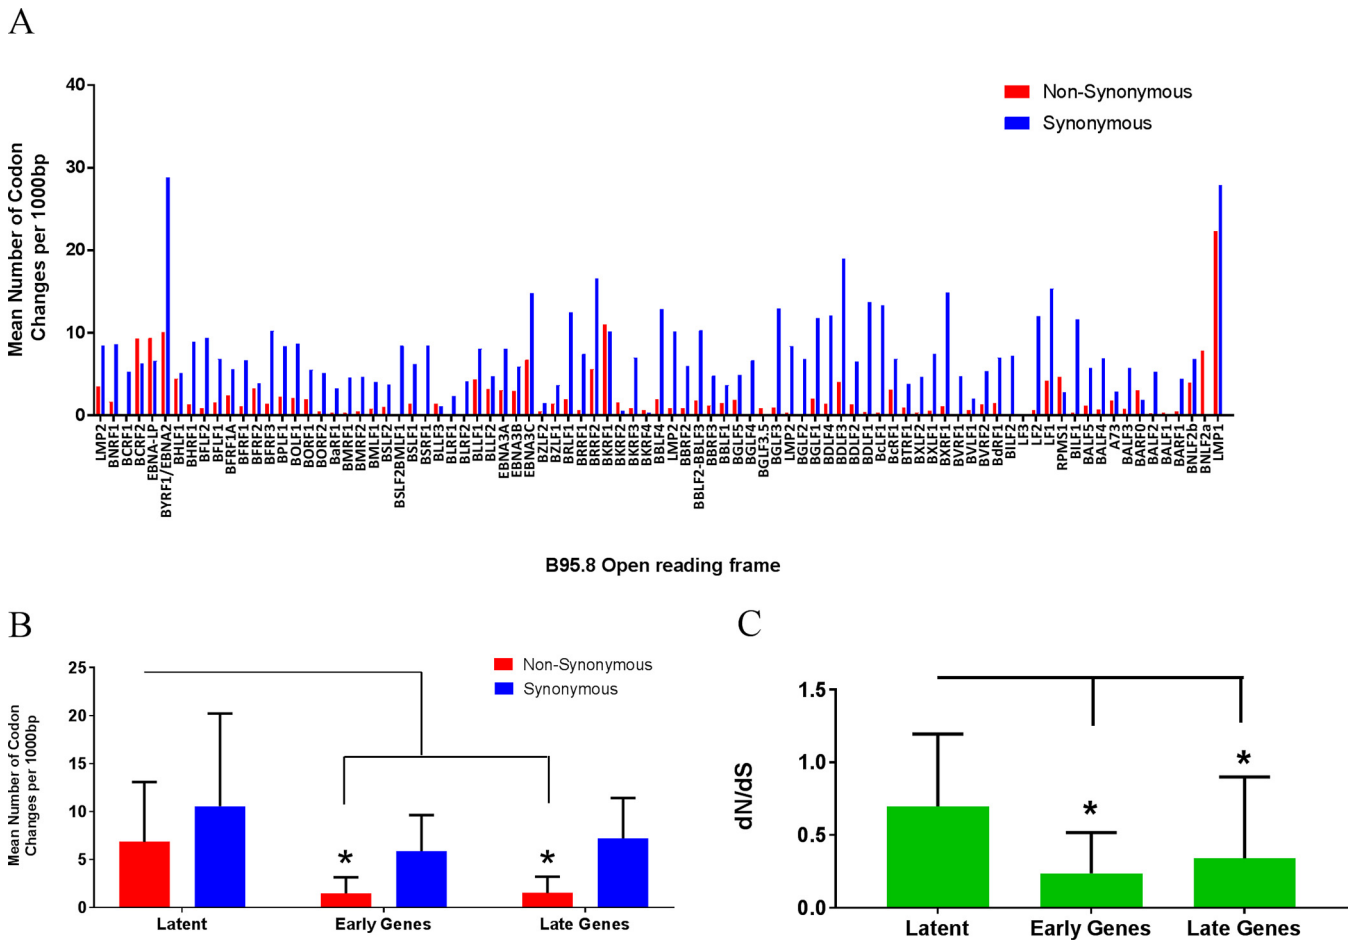 A
40
30
20
10
0
Mean Number of Codon
Changes per 1000bp
Non-Synonymous
Synonymous
LMP2
BNRF1
BCRF1
BCRF2
EBNA-LP
BYRF1/EBNA2
BHLF1
BHRF1
BFLF2
BFLF1
BFRF1A
BFRF1
BFRF2
BFRF3
BPLF1
BOLF1
BORF1
BORF2
BaRF1
BMRF1
BMRF2
BMLF1
BSLF2
BSLF2BMLF1
BSLF1
BSRF1
BLLF3
BLRF1
BLRF2
BLLF1
BLLF2
EBNA3A
EBNA3B
EBNA3C
BZLF2
BZLF1
BRLF1
BRRF1
BRRF2
BKRF1
BKRF2
BKRF3
BKRF4
BBLF4
LMP2
BBRF1
BBLF2-BBLF3
BBRF3
BBLF1
BGLF5
BGLF4
BGLF3.5
BGLF3
LMP2
BGLF2
BGLF1
BDLF4
BDLF3
BDLF2
BDLF1
BcLF1
BcRF1
BTRF1
BXLF2
BXLF1
BXRF1
BVRF1
BVLF1
BVRF2
BdRF1
BILF2
LF3
LF2
LF1
RPMS1
BILF1
BALF5
BALF4
A73
BALF3
BARF0
BALF2
BALF1
BARF1
BNLF2b
BNLF2a
LMP1
B95.8 Open reading frame
B
25
20
15
10
5
0
Mean Number of Codon
Changes per 1000bp
Non-Synonymous
Synonymous
*
*
Latent
Early Genes
Late Genes
C
1.5
1.0
0.5
0.0
dN/dS
*
*
Latent
Early Genes
Late Genes